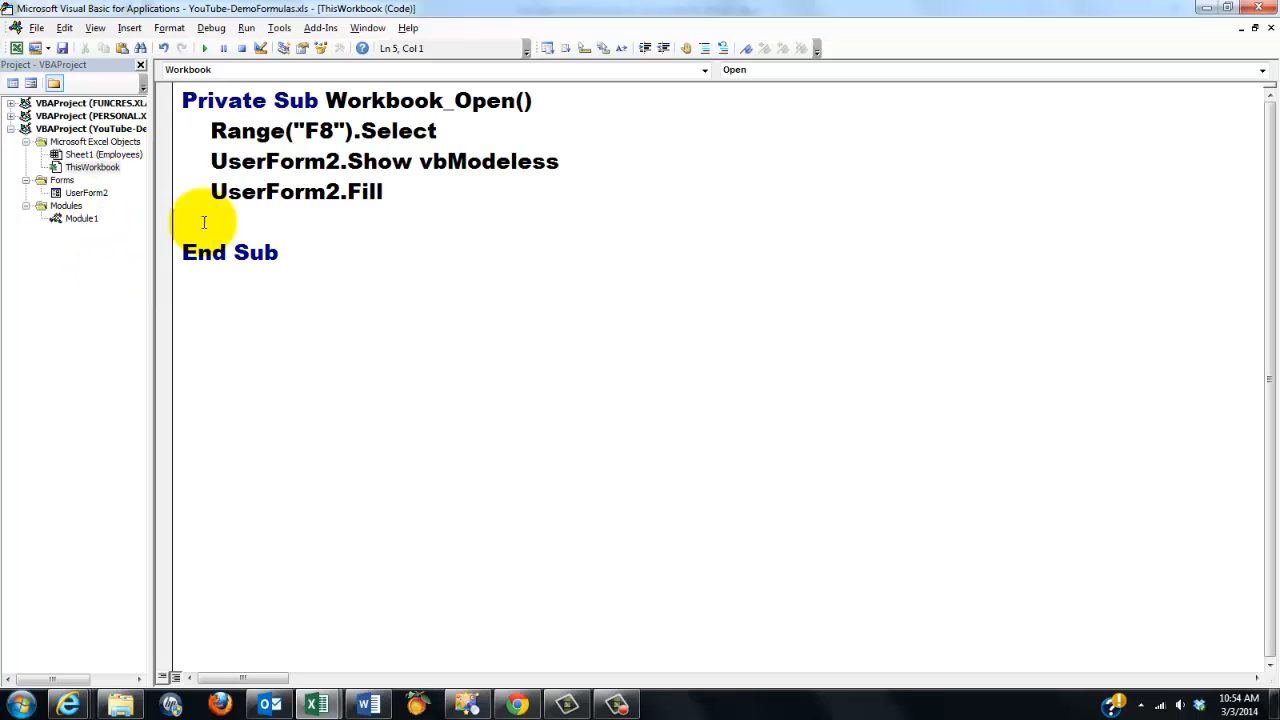 Microsoft Visual Basic for Applications - YouTube-DemoFormulas.xls - [ThisWorkbook (Code)]
File Edit View Insert Format Debug Run Tools Add-Ins Window Help
Ln 5, Col 1
Project - VBAProject
Workbook
Open
VBAProject (FUNCRES.XLA
VBAProject (PERSONAL.X
VBAProject (YouTube-De
Microsoft Excel Objects
Sheet1 (Employees)
ThisWorkbook
Forms
UserForm2
Modules
Module1
Private Sub Workbook_Open()
Range("F8").Select
UserForm2.Show vbModeless
UserForm2.Fill
End Sub
10:54 AM
3/3/2014